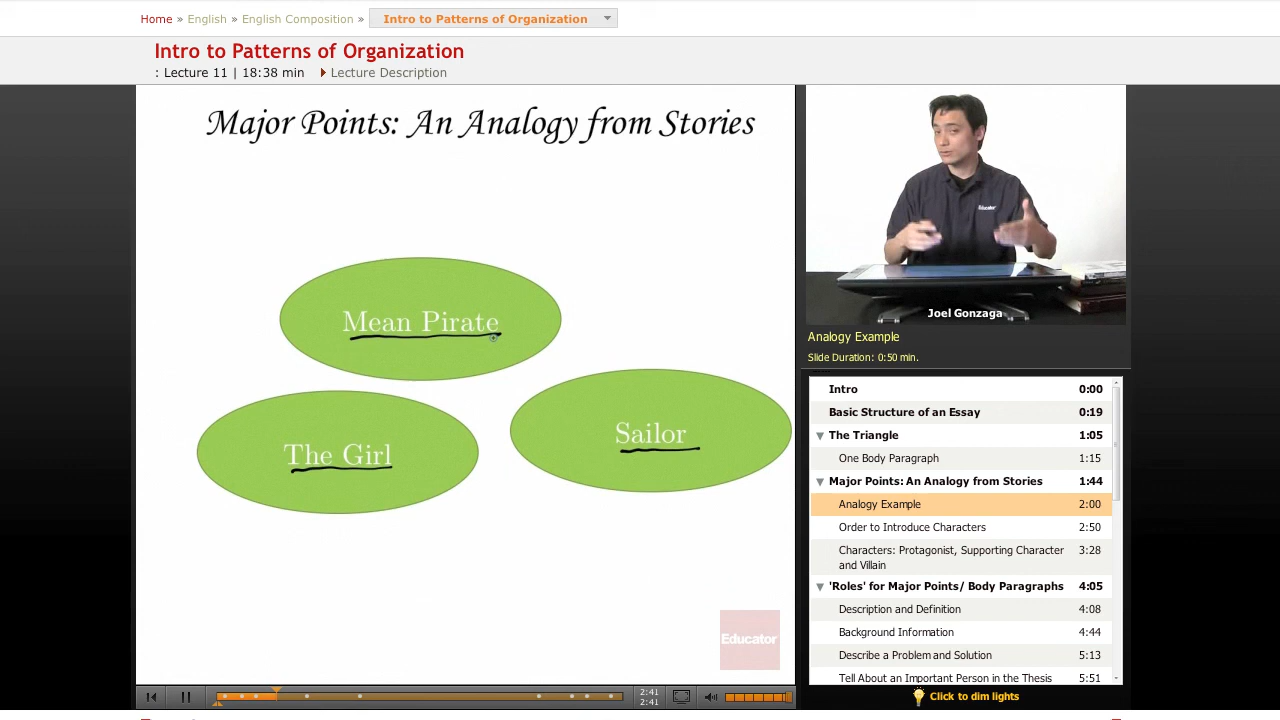 Home » English » English Composition » Intro to Patterns of Organization
Intro to Patterns of Organization
: Lecture 11 | 18:38 min Lecture Description
Major Points: An Analogy from Stories
Mean Pirate
The Girl
Sailor
Educator
Educator
Joel Gonzaga
Analogy Example
Slide Duration: 0:50 min.
Intro 0:00
Basic Structure of an Essay 0:19
The Triangle 1:05
One Body Paragraph 1:15
Major Points: An Analogy from Stories 1:44
Analogy Example 2:00
Order to Introduce Characters 2:50
Characters: Protagonist, Supporting Character 3:28
and Villain
'Roles' for Major Points/ Body Paragraphs 4:05
Description and Definition 4:08
Background Information 4:44
Describe a Problem and Solution 5:13
Tell About an Important Person in the Thesis 5:51
2:41
2:41
Click to dim lights